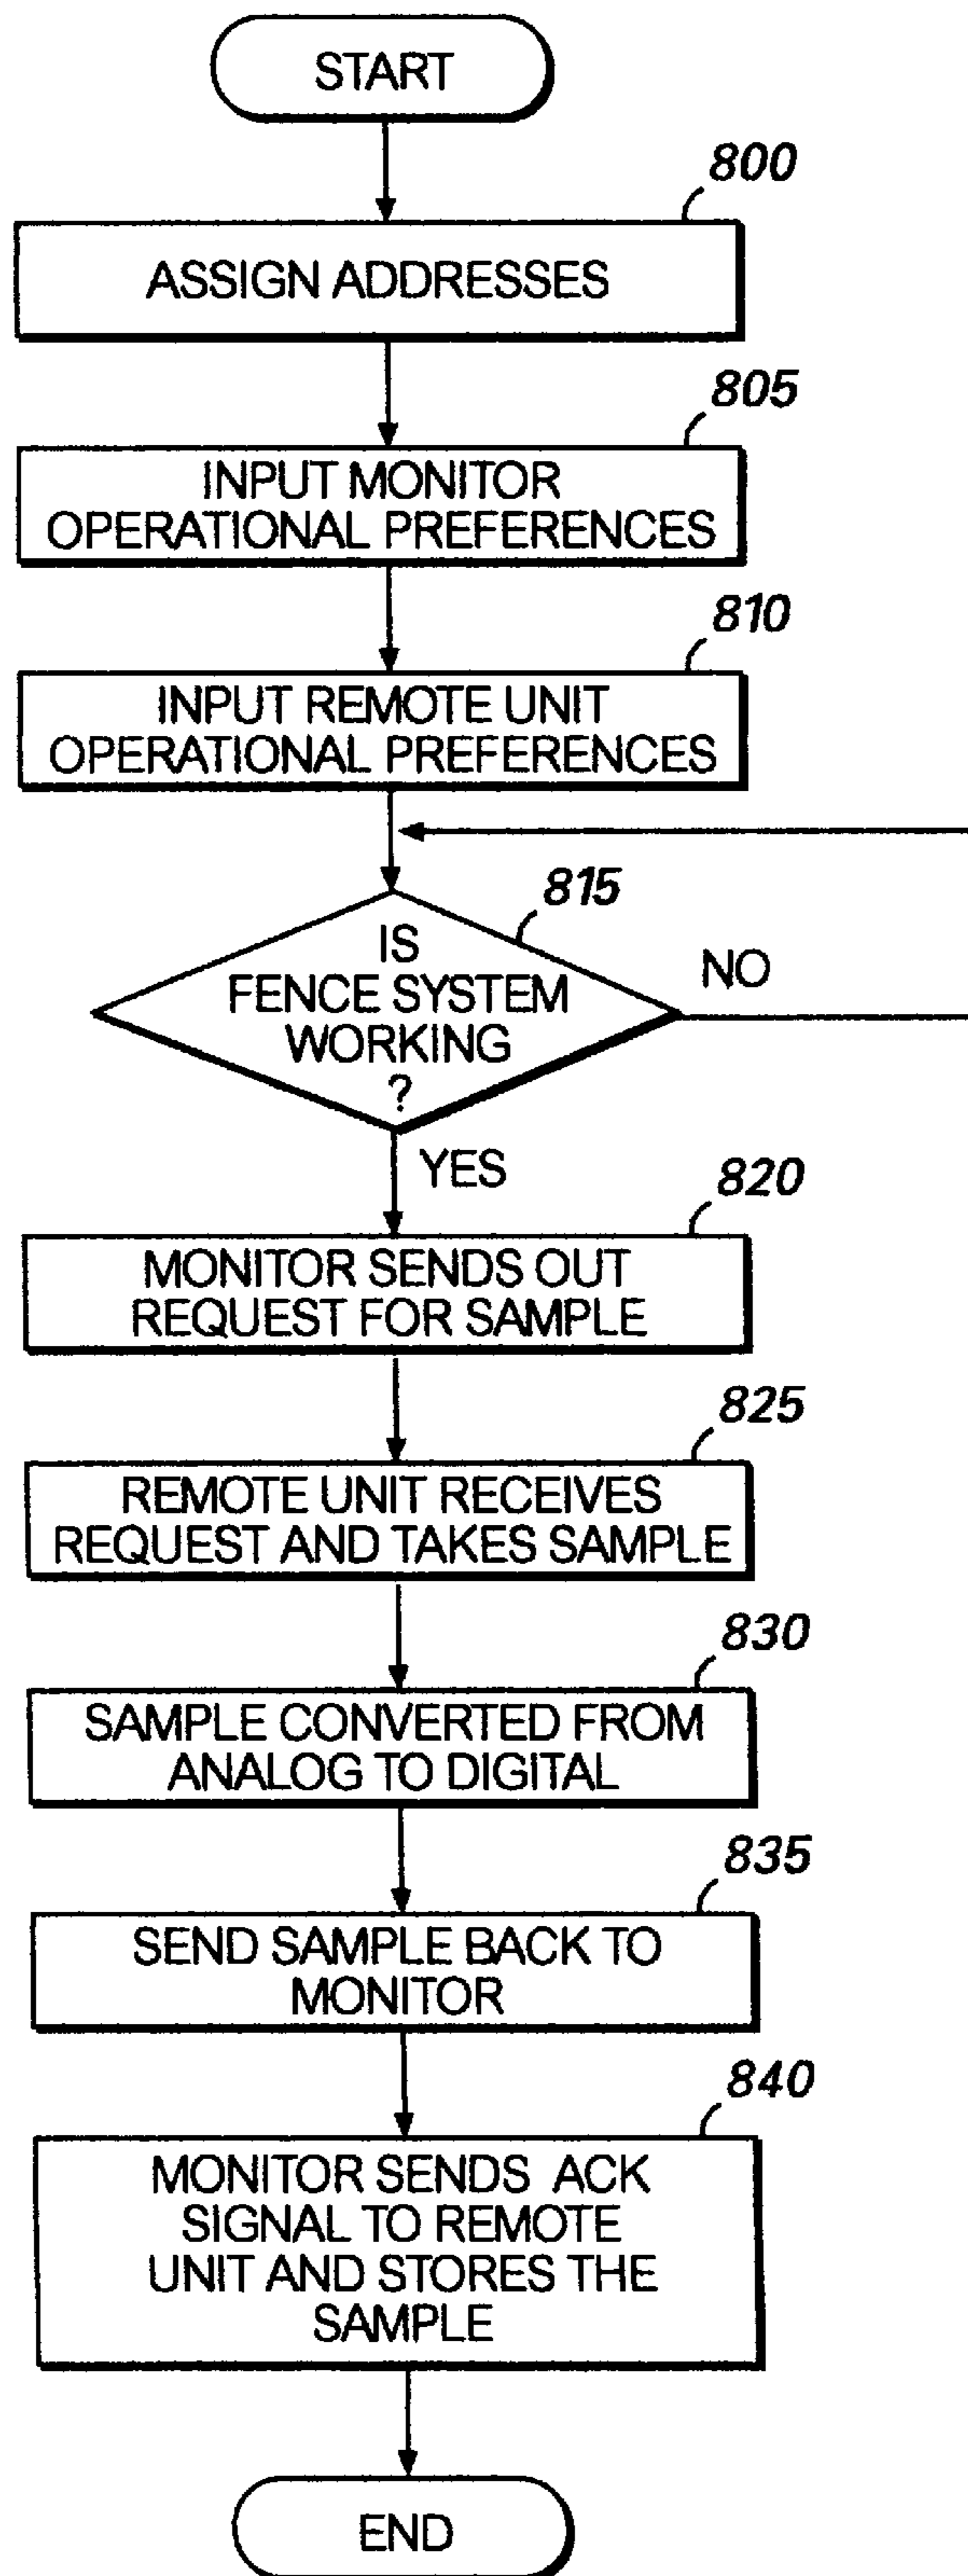 START
800
ASSIGN ADDRESSES
805
INPUT MONITOR
OPERATIONAL PREFERENCES
810
INPUT REMOTE UNIT
OPERATIONAL PREFERENCES
815
IS
FENCE SYSTEM
WORKING
?
NO
YES
820
MONITOR SENDS OUT
REQUEST FOR SAMPLE
825
REMOTE UNIT RECEIVES
REQUEST AND TAKES SAMPLE
830
SAMPLE CONVERTED FROM
ANALOG TO DIGITAL
835
SEND SAMPLE BACK TO
MONITOR
840
MONITOR SENDS ACK
SIGNAL TO REMOTE
UNIT AND STORES THE
SAMPLE
END